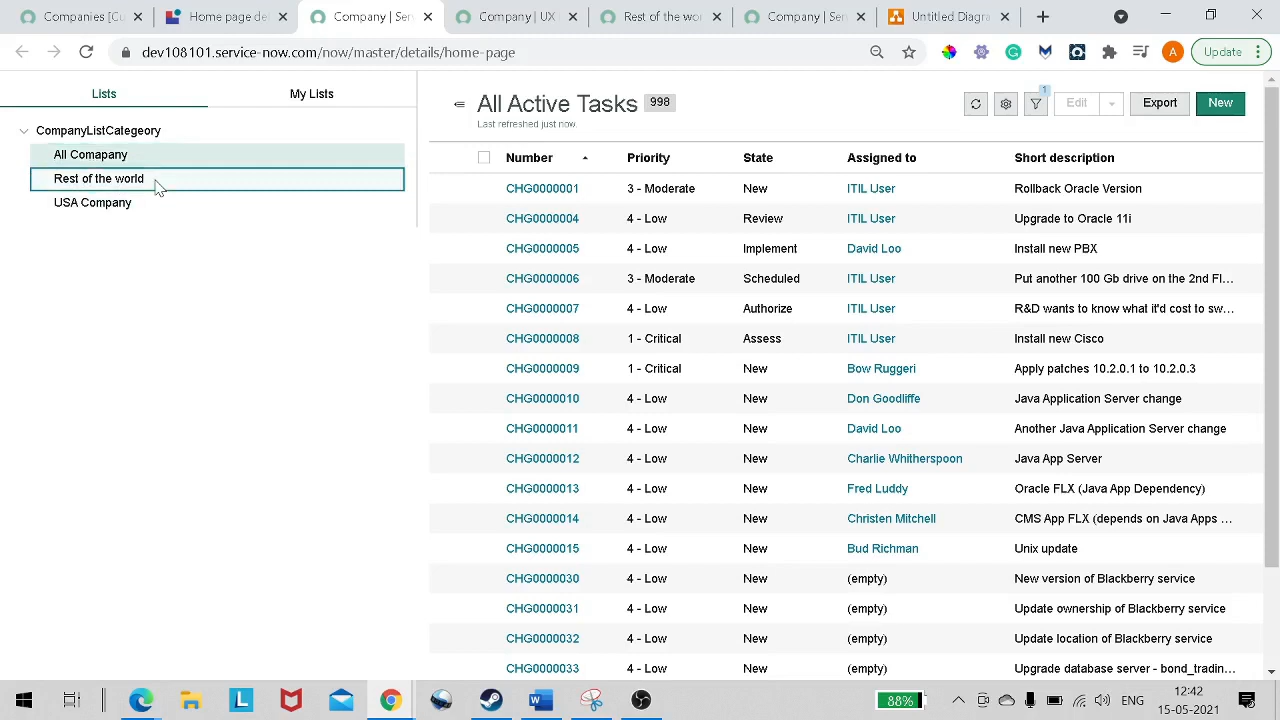 Companies [Cu
Home page (M
Company | Ser
Company | UX
Rest of the wo
Company | Ser
Untitled Diagra
dev108101.service-now.com/now/master/details/home-page
A
Update
Lists
My Lists
CompanyListCategeory
All Comapany
Rest of the world
USA Company
All Active Tasks 998
Last refreshed just now.
1
Edit
Export
New
Number Priority State Assigned to Short description
CHG0000001 3 - Moderate New ITIL User Rollback Oracle Version
CHG0000004 4 - Low Review ITIL User Upgrade to Oracle 11i
CHG0000005 4 - Low Implement David Loo Install new PBX
CHG0000006 3 - Moderate Scheduled ITIL User Put another 100 Gb drive on the 2nd Fl...
CHG0000007 4 - Low Authorize ITIL User R&D wants to know what it'd cost to sw...
CHG0000008 1 - Critical Assess ITIL User Install new Cisco
CHG0000009 1 - Critical New Bow Ruggeri Apply patches 10.2.0.1 to 10.2.0.3
CHG0000010 4 - Low New Don Goodliffe Java Application Server change
CHG0000011 4 - Low New David Loo Another Java Application Server change
CHG0000012 4 - Low New Charlie Whitherspoon Java App Server
CHG0000013 4 - Low New Fred Luddy Oracle FLX (Java App Dependency)
CHG0000014 4 - Low New Christen Mitchell CMS App FLX (depends on Java Apps ...
CHG0000015 4 - Low New Bud Richman Unix update
CHG0000030 4 - Low New (empty) New version of Blackberry service
CHG0000031 4 - Low New (empty) Update ownership of Blackberry service
CHG0000032 4 - Low New (empty) Update location of Blackberry service
CHG0000033 4 - Low New (empty) Upgrade database server - bond_tradin...
L
88%
ENG
12:42
15-05-2021